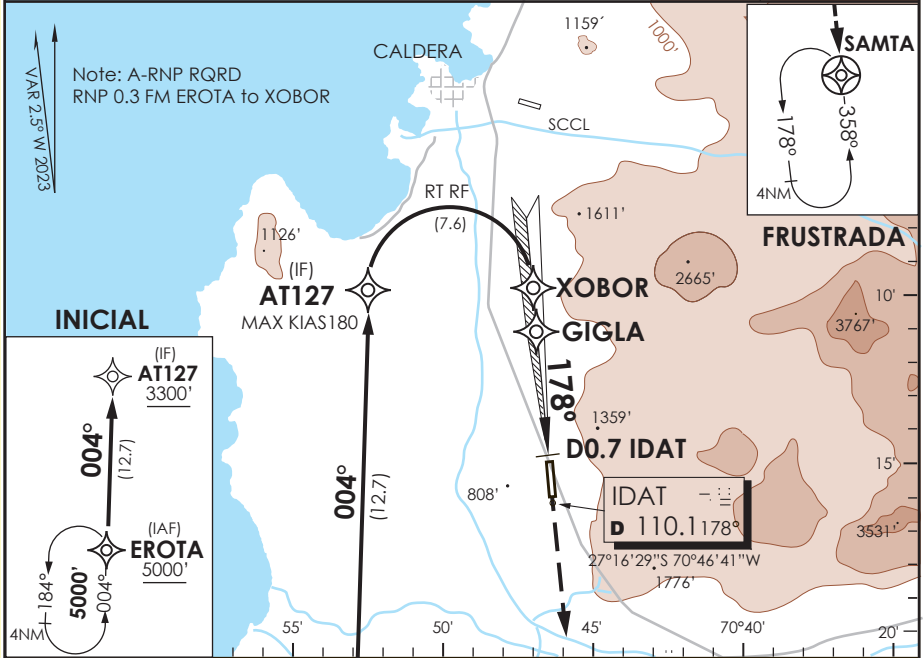 1159´
1000'
SAMTA
178°
358°
4NM
FRUSTRADA
CALDERA
VAR 2.5° W 2023
Note: A-RNP RQRD
RNP 0.3 FM EROTA to XOBOR
SCCL
RT RF
(7.6)
1611'
1126'
(IF)
AT127
MAX KIAS180
XOBOR
GIGLA
178°
2665'
10'
3767'
INICIAL
(IF)
AT127
3300'
004°
(12.7)
(IAF)
EROTA
5000'
184°
5000'
004°
4NM
004°
(12.7)
1359'
D0.7 IDAT
808'
15'
IDAT
D 110.1 178°
3531'
27°16'29"S 70°46'41"W
1776'
55'
50'
45'
70°40'
20'